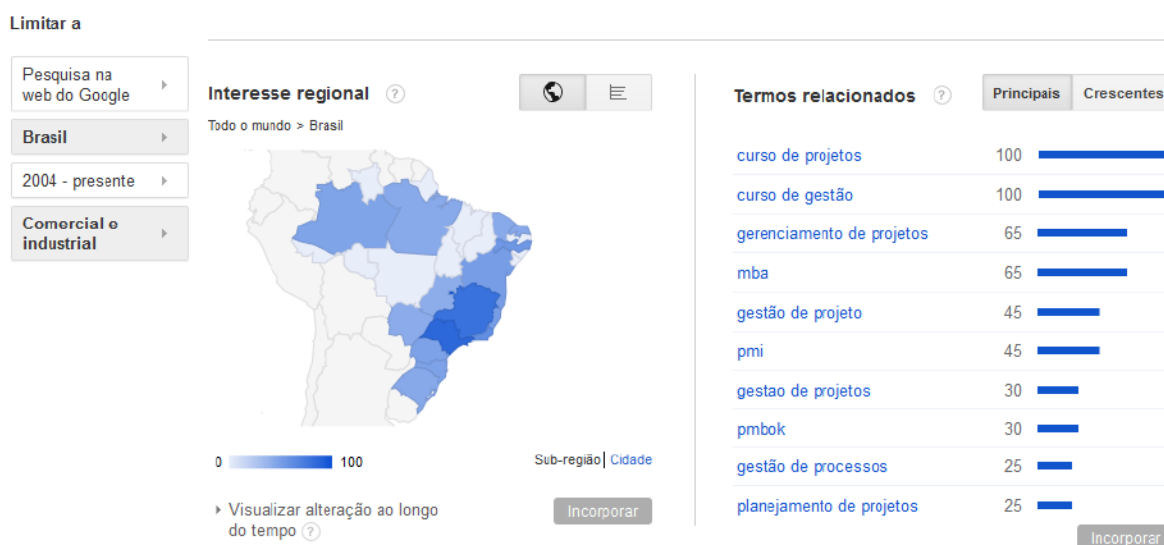 Limitar a
Pesquisa na
web do Google
Brasil
2004 - presente
Comercial e
industrial
Interesse regional ?
Todo o mundo > Brasil
0 100
Sub-região| Cidade
Visualizar alteração ao longo
do tempo ?
Incorporar
Termos relacionados ? Principais Crescentes
curso de projetos 100
curso de gestão 100
gerenciamento de projetos 65
mba 65
gestão de projeto 45
pmi 45
gestao de projetos 30
pmbok 30
gestão de processos 25
planejamento de projetos 25
Incorporar